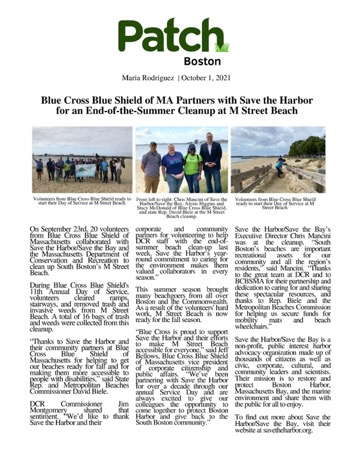 Patch
Boston
Maria Rodriguez | October 1, 2021
Blue Cross Blue Shield of MA Partners with Save the Harbor
for an End-of-the-Summer Cleanup at M Street Beach
Volunteers from Blue Cross Blue Shield ready to
start their Day of Service at M Street Beach.
From left to right: Chris Mancini of Save the
Harbor/Save the Bay, Alexis Higgins, and
Stacy McDonald of Blue Cross Blue Shield,
and state Rep. David Biele at the M Street
Beach cleanup.
Volunteers from Blue Cross Blue Shield
ready to start their Day of Service at M
Street Beach.
On September 23rd, 20 volunteers
from Blue Cross Blue Shield of
Massachusetts collaborated with
Save the Harbor/Save the Bay and
the Massachusetts Department of
Conservation and Recreation to
clean up South Boston's M Street
Beach.
During Blue Cross Blue Shield's
11th Annual Day of Service,
volunteers cleared ramps,
stairways, and removed trash and
invasive weeds from M Street
Beach. A total of 16 bags of trash
and weeds were collected from this
cleanup.
"Thanks to Save the Harbor and
their community partners at Blue
Cross Blue Shield of
Massachusetts for helping to get
our beaches ready for fall and for
making them more accessible to
people with disabilities," said State
Rep. and Metropolitan Beaches
Commissioner David Biele.
DCR Commissioner Jim
Montgomery shared that
sentiment, "We'd like to thank
Save the Harbor and their
corporate and community
partners for volunteering to help
DCR staff with the end-of-
summer beach clean-up last
week, Save the Harbor's year-
round commitment to caring for
the environment makes them
valued collaborators in every
season."
This summer season brought
many beachgoers from all over
Boston and the Commonwealth.
As a result of the volunteers' hard
work, M Street Beach is now
ready for the fall season.
"Blue Cross is proud to support
Save the Harbor and their efforts
to make M Street Beach
accessible for everyone," said Jeff
Bellows, Blue Cross Blue Shield
of Massachusetts vice president
of corporate citizenship and
public affairs. "We've been
partnering with Save the Harbor
for over a decade through our
annual Service Day and are
always excited to give our
colleagues the opportunity to
come together to protect Boston
Harbor and give back to the
South Boston community."
Save the Harbor/Save the Bay's
Executive Director Chris Mancini
was at the cleanup. "South
Boston's beaches are important
recreational assets for our
community and all the region's
residents," said Mancini. "Thanks
to the great team at DCR and to
BCBSMA for their partnership and
dedication to caring for and sharing
these spectacular resources, and
thanks to Rep. Biele and the
Metropolitan Beaches Commission
for helping us secure funds for
mobility mats and beach
wheelchairs."
Save the Harbor/Save the Bay is a
non-profit, public interest harbor
advocacy organization made up of
thousands of citizens as well as
civic, corporate, cultural, and
community leaders and scientists.
Their mission is to restore and
protect Boston Harbor,
Massachusetts Bay, and the marine
environment and share them with
the public for all to enjoy.
To find out more about Save the
Harbor/Save the Bay, visit their
website at savetheharbor.org.